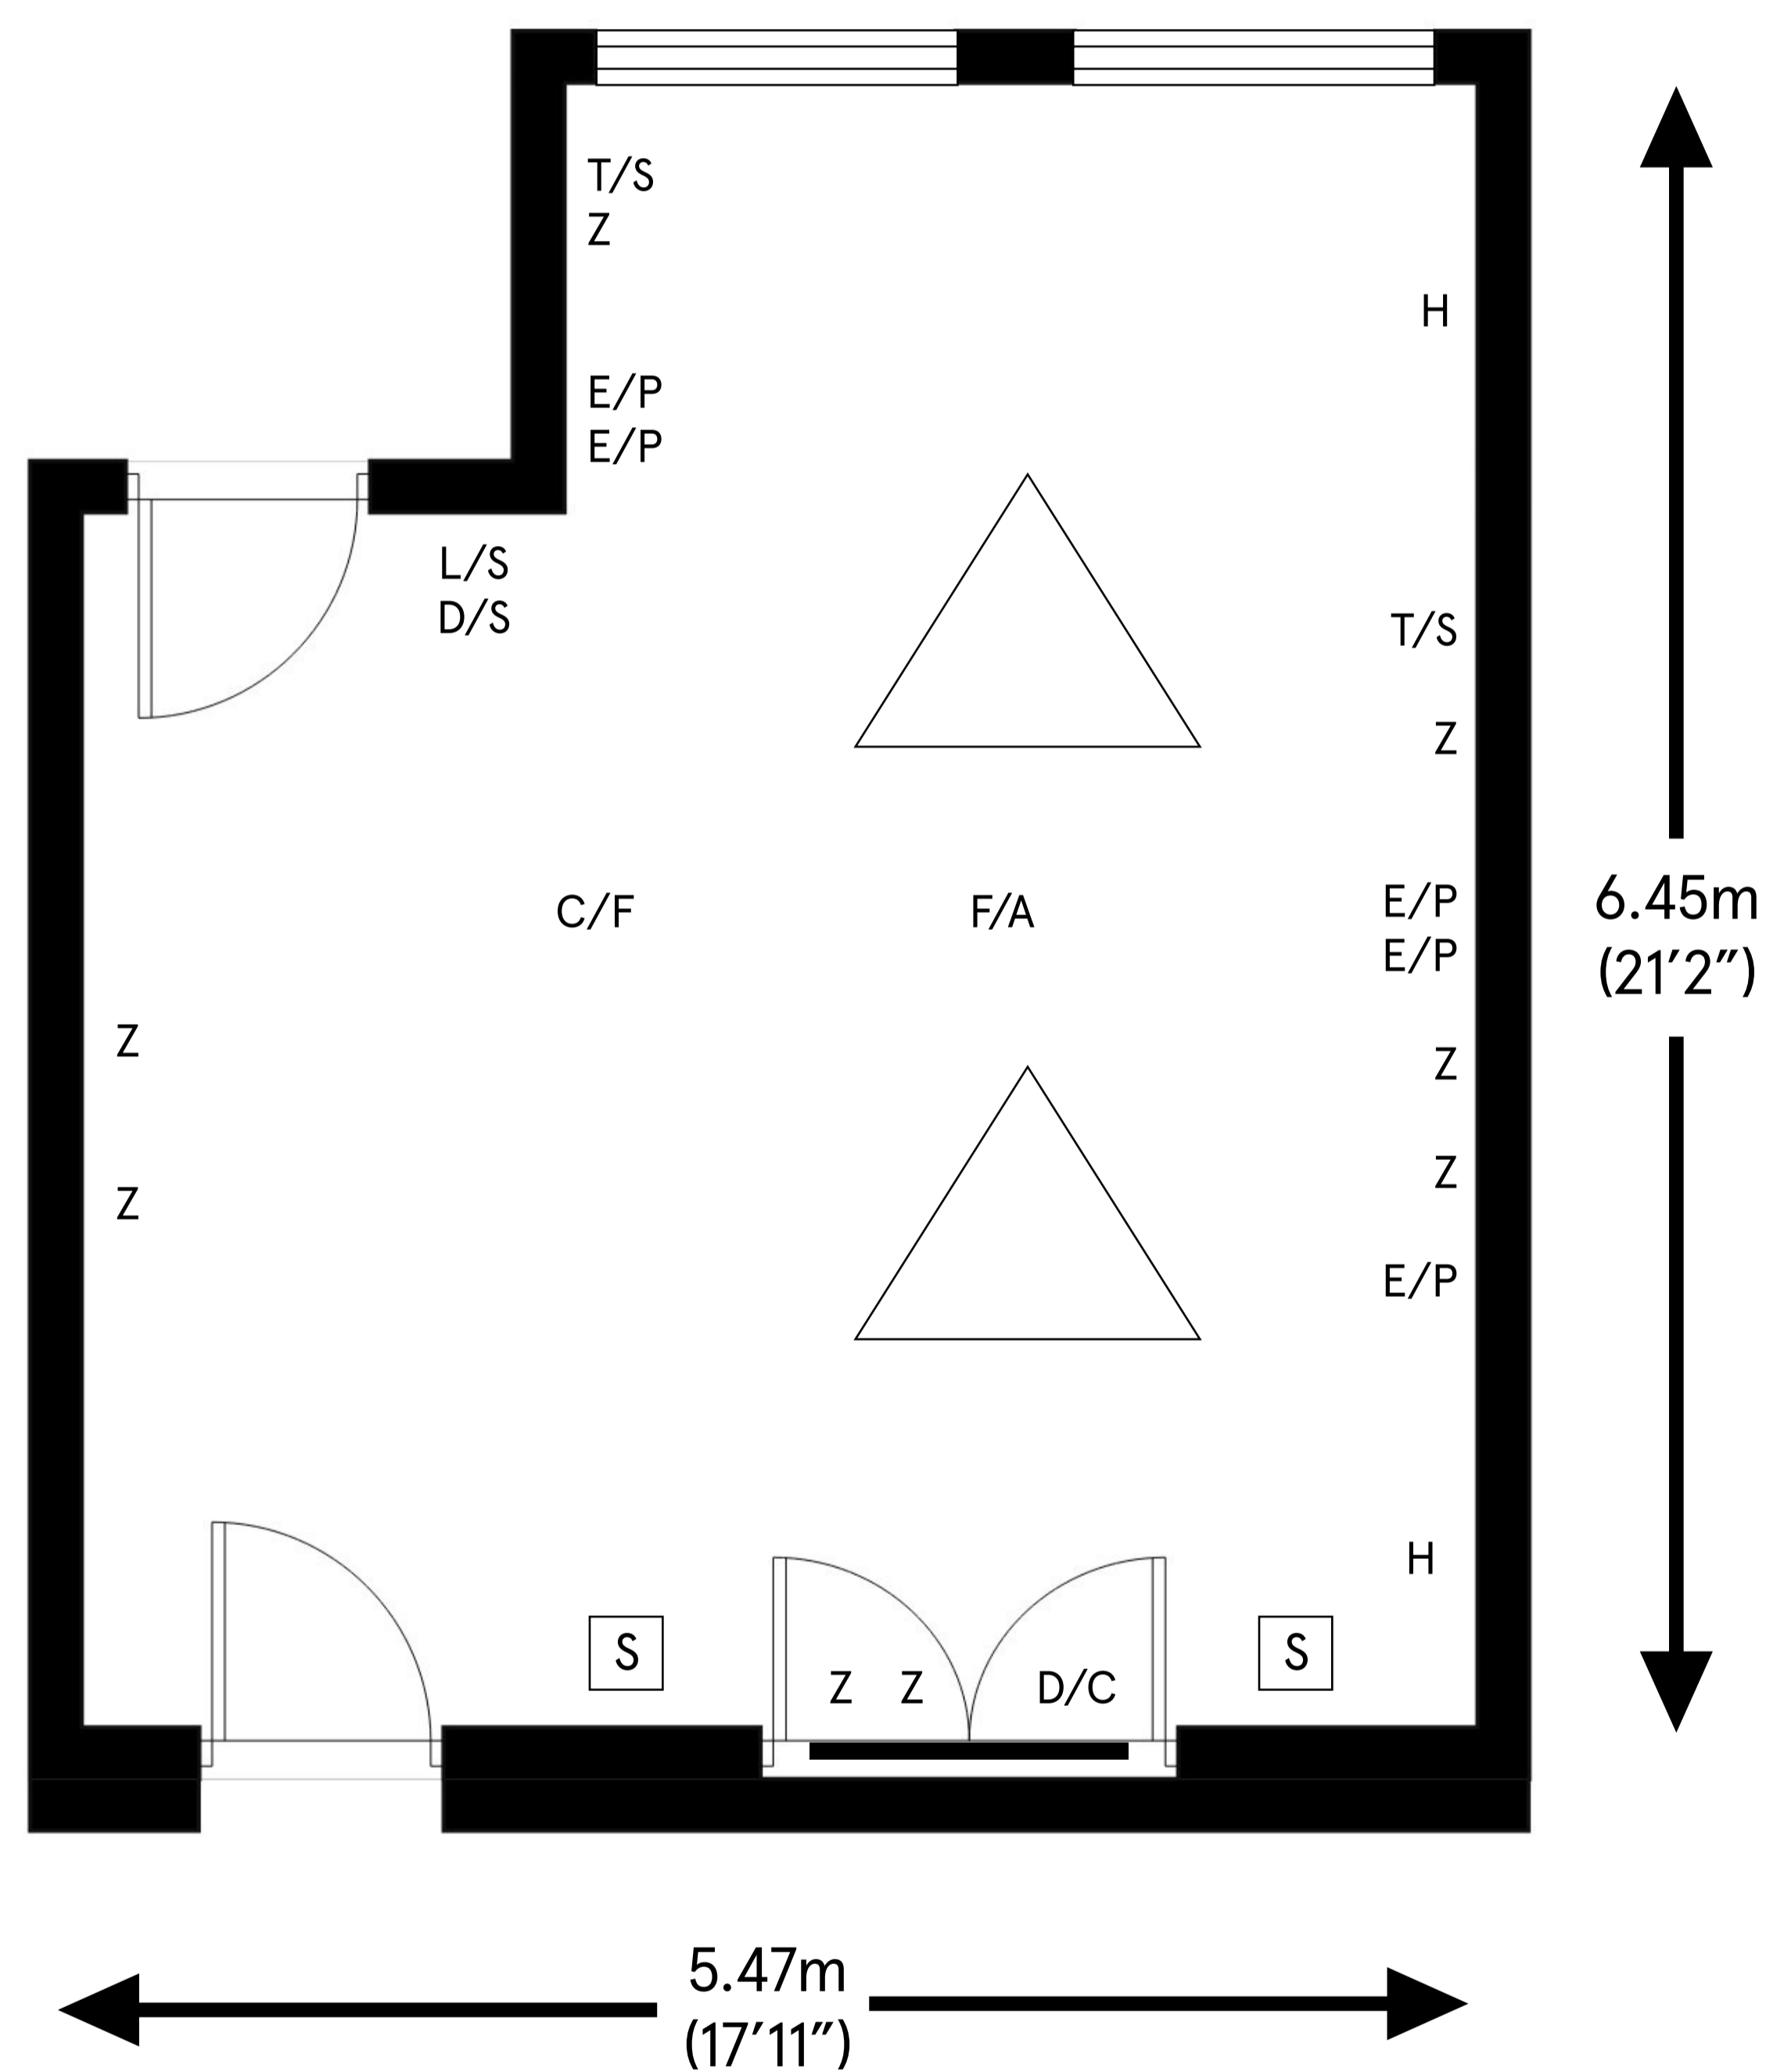 T/S
Z
H
E/P
E/P
L/S
D/S
T/S
Z
C/F
F/A
E/P
E/P
6.45m
(21′2″)
Z
Z
Z
Z
E/P
H
S
S
Z Z D/C
5.47m
(17′11″)